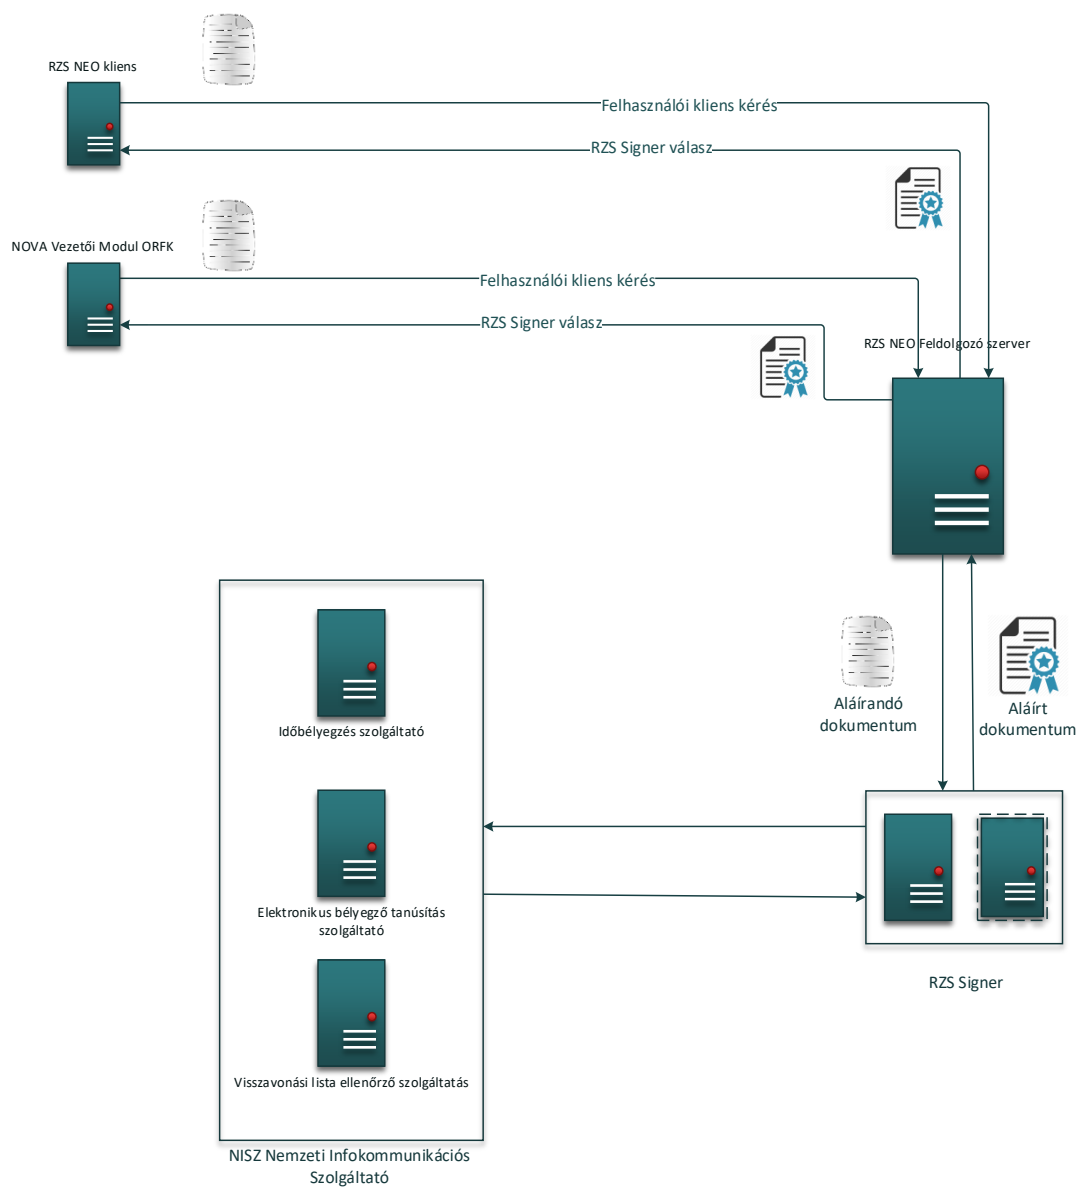 RZS NEO kliens
Felhasználói kliens kérés
RZS Signer válasz
NOVA Vezetői Modul ORFK
Felhasználói kliens kérés
RZS Signer válasz
RZS NEO Feldolgozó szerver
Aláírandó
dokumentum
Aláírt
dokumentum
Időbélyegzés szolgáltató
Elektronikus bélyegző tanúsítás
szolgáltató
RZS Signer
Visszavonási lista ellenőrző szolgáltatás
NISZ Nemzeti Infokommunikációs
Szolgáltató